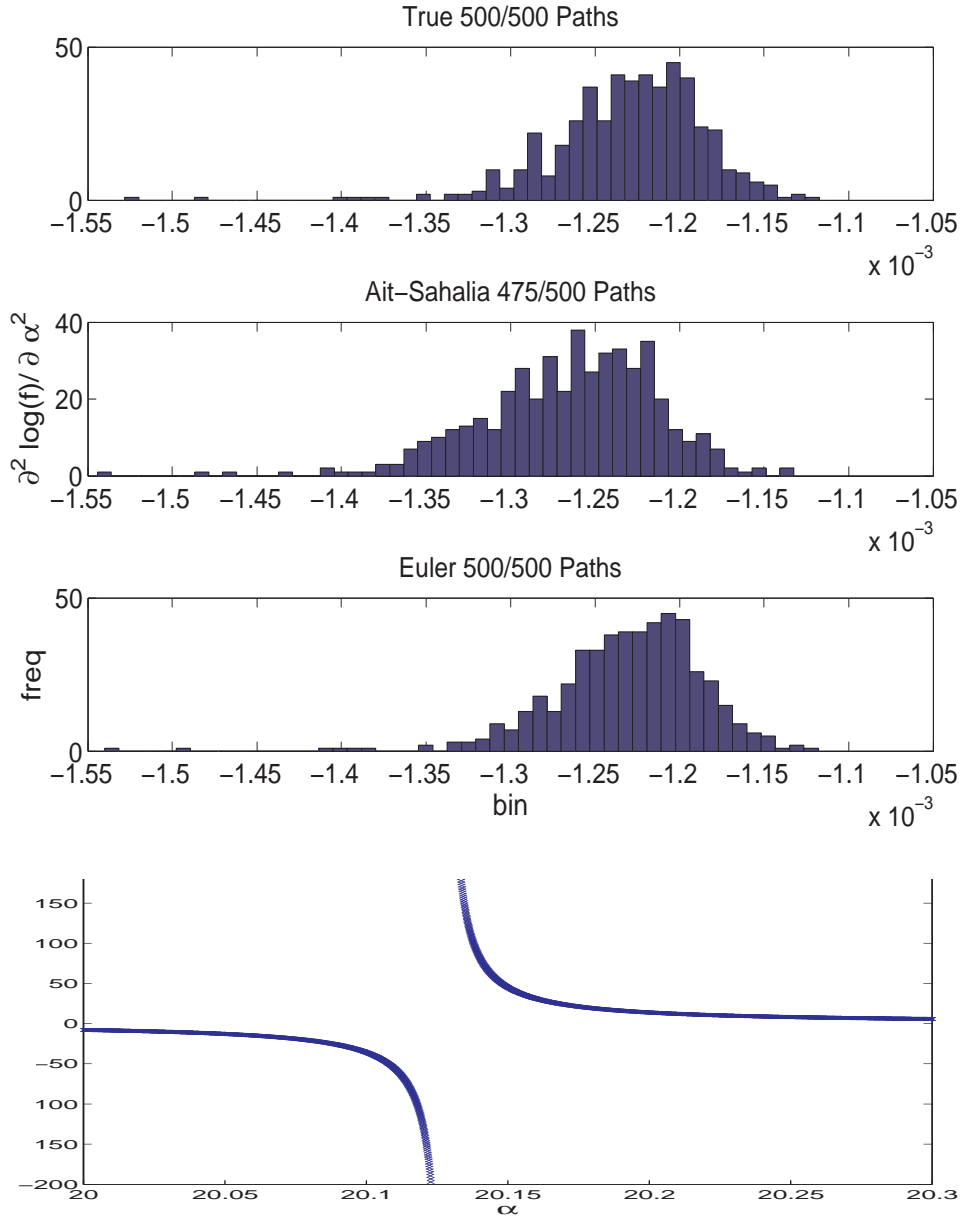 True 500/500 Paths
50
0
−1.55 −1.5 −1.45 −1.4 −1.35 −1.3 −1.25 −1.2 −1.15 −1.1 −1.05
x 10−3
Ait−Sahalia 475/500 Paths
∂2 log(f)/ ∂ α2
40
20
0
−1.55 −1.5 −1.45 −1.4 −1.35 −1.3 −1.25 −1.2 −1.15 −1.1 −1.05
x 10−3
Euler 500/500 Paths
freq
50
0
−1.55 −1.5 −1.45 −1.4 −1.35 −1.3 −1.25 −1.2 −1.15 −1.1 −1.05
bin
x 10−3
150
100
50
0
−50
100
150
−200
20 20.05 20.1 20.15 20.2 20.25 20.3
α